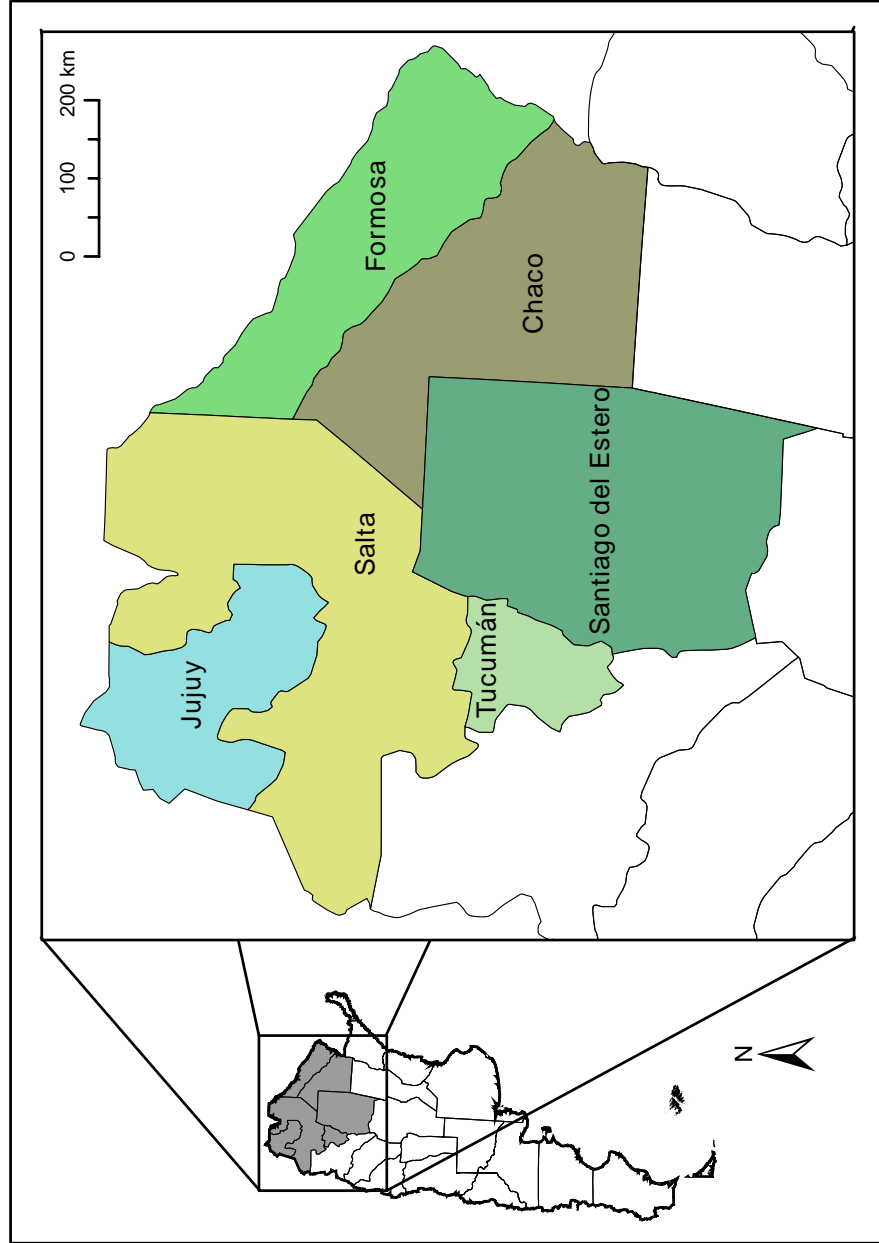 0 100 200 km
Formosa
Chaco
Salta
Jujuy
Tucumán
Santiago del Estero
N